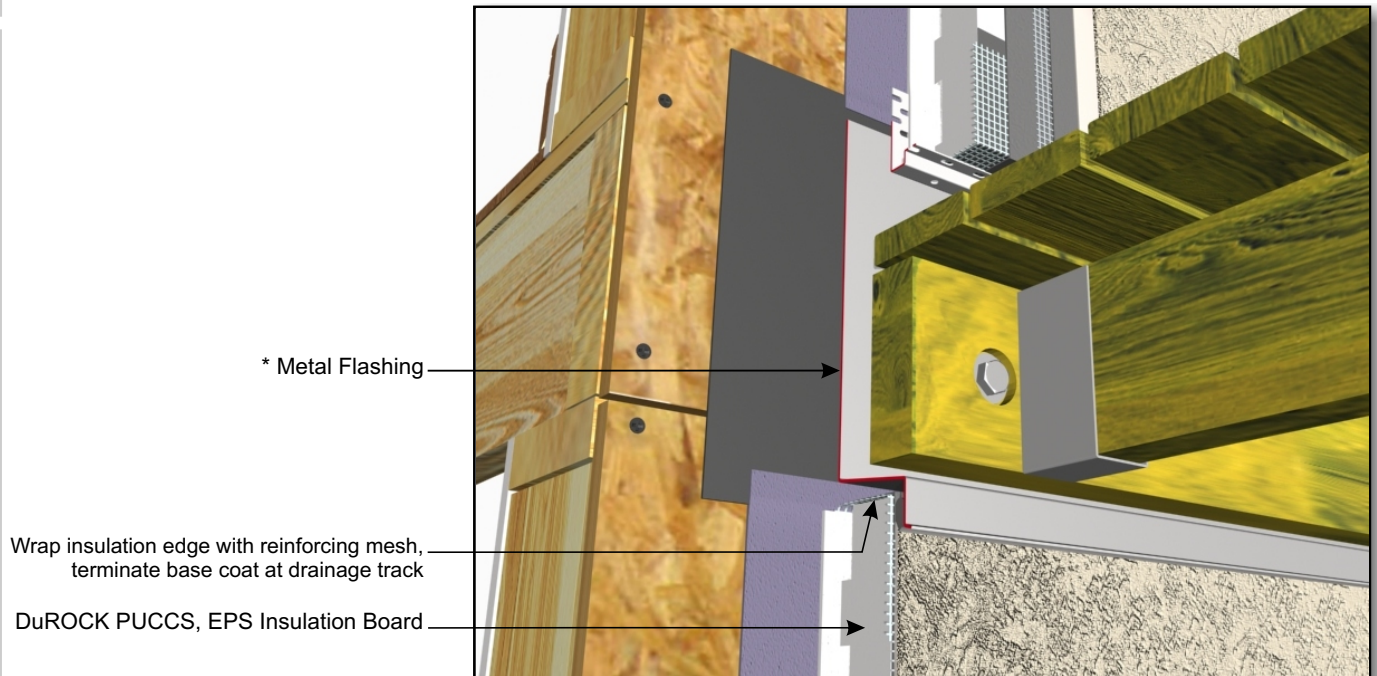 * Metal Flashing
Wrap insulation edge with reinforcing mesh,
terminate base coat at drainage track
DuROCK PUCCS, EPS Insulation Board